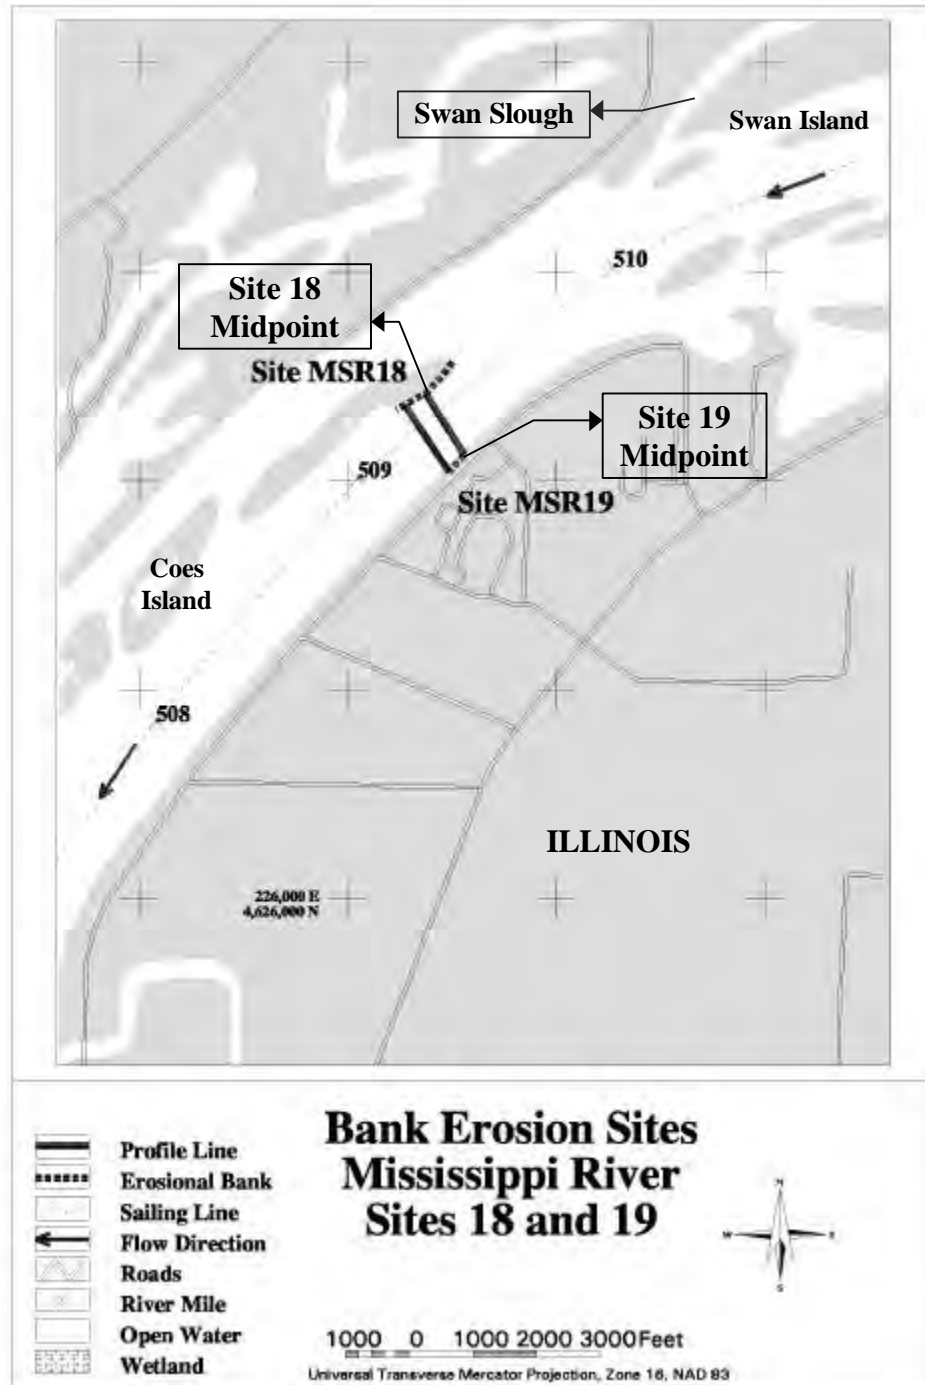 Swan Slough
Swan Island
510
Site 18
Midpoint
Site MSR18
Site 19
Midpoint
509
Site MSR19
Coes
Island
508
ILLINOIS
226,000 E
4,626,000 N
Bank Erosion Sites
Mississippi River
Sites 18 and 19
Profile Line
Erosional Bank
Sailing Line
Flow Direction
Roads
River Mile
Open Water
Wetland
N
W
E
S
1000 0 1000 2000 3000 Feet
Universal Transverse Mercator Projection, Zone 16, NAD 83